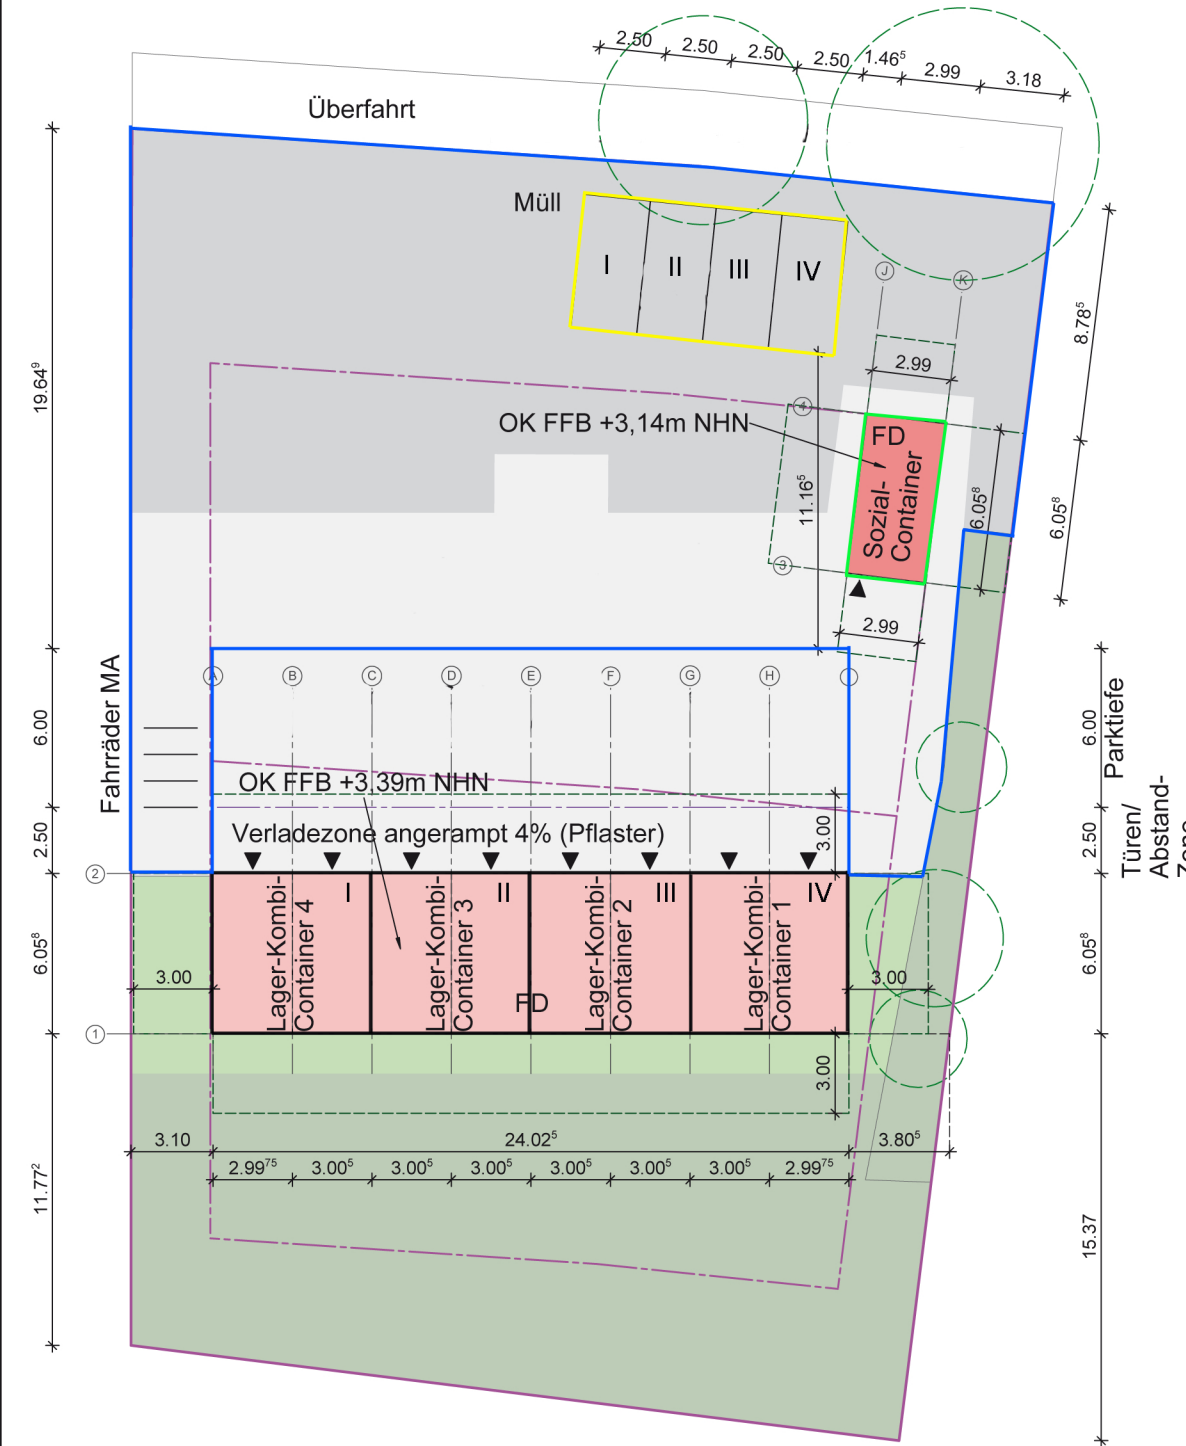 2.50
2.50
2.50
2.50
1.46⁵
2.99
3.18
Überfahrt
Müll
I
II
III
IV
J
K
8.78⁵
19.64⁹
2.99
4
OK FFB +3,14m NHN
FD
Sozial-
Container
11.16⁵
6.05⁸
6.05⁸
3
2.99
A
B
C
D
E
F
G
H
Fahrräder MA
6.00
6.00
Parktiefe
OK FFB +3,39m NHN
Verladezone angerampt 4% (Pflaster)
3.00
2.50
2.50
Türen/
Abstand-
2
I
II
III
IV
Lager-Kombi-
Container 4
Lager-Kombi-
Container 3
Lager-Kombi-
Container 2
Lager-Kombi-
Container 1
FD
6.05⁸
6.05⁸
3.00
3.00
1
3.00
3.10
24.02⁵
3.80⁵
2.99⁷⁵
3.00⁵
3.00⁵
3.00⁵
3.00⁵
3.00⁵
3.00⁵
2.99⁷⁵
11.77²
15.37